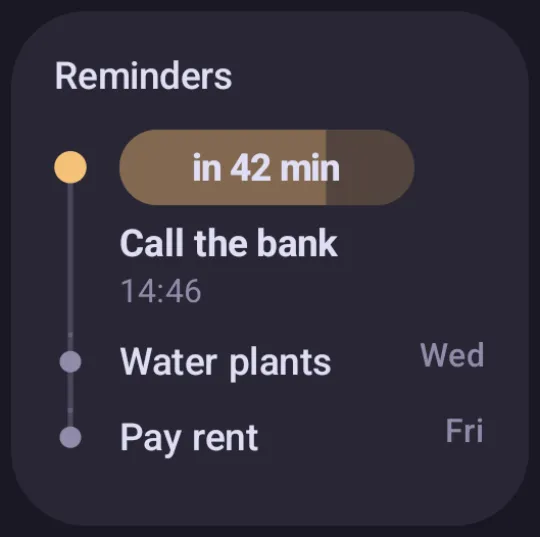 Reminders
in 42 min
Call the bank
14:46
Water plants Wed
Pay rent Fri